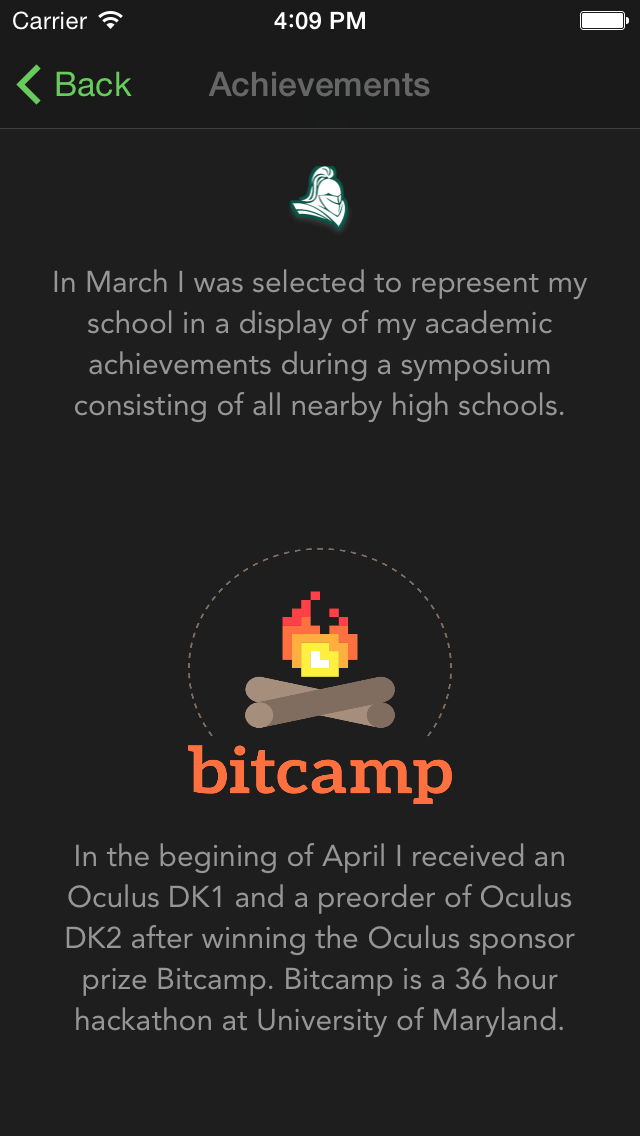 Carrier 4:09 PM
Back Achievements
In March I was selected to represent my
school in a display of my academic
achievements during a symposium
consisting of all nearby high schools.
bitcamp
In the begining of April I received an
Oculus DK1 and a preorder of Oculus
DK2 after winning the Oculus sponsor
prize Bitcamp. Bitcamp is a 36 hour
hackathon at University of Maryland.